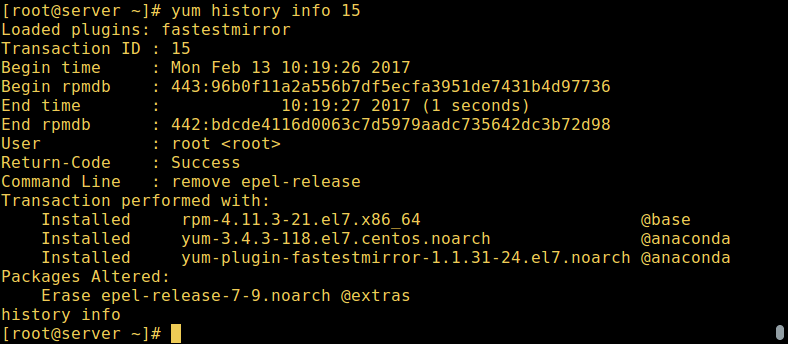 [root@server ~]# yum history info 15
Loaded plugins: fastestmirror
Transaction ID : 15
Begin time     : Mon Feb 13 10:19:26 2017
Begin rpmdb    : 443:96b0f11a2a556b7df5ecfa3951de7431b4d97736
End time       :            10:19:27 2017 (1 seconds)
End rpmdb      : 442:bdcde4116d0063c7d5979aadc735642dc3b72d98
User           : root <root>
Return-Code    : Success
Command Line   : remove epel-release
Transaction performed with:
    Installed     rpm-4.11.3-21.el7.x86_64                      @base
    Installed     yum-3.4.3-118.el7.centos.noarch               @anaconda
    Installed     yum-plugin-fastestmirror-1.1.31-24.el7.noarch @anaconda
Packages Altered:
    Erase epel-release-7-9.noarch @extras
history info
[root@server ~]#